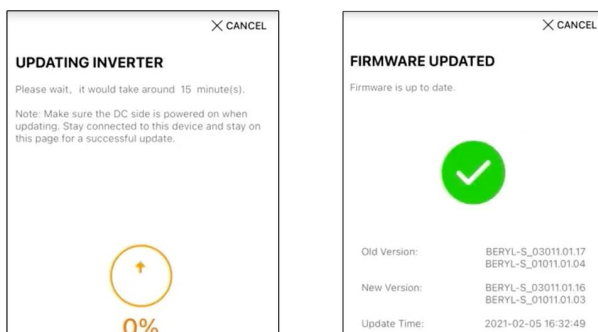 CANCEL
UPDATING INVERTER
Please wait, it would take around 15 minute(s).
Note: Make sure the DC side is powered on when
updating. Stay connected to this device and stay on
this page for a successful update.
0%
CANCEL
FIRMWARE UPDATED
Firmware is up to date.
Old Version: BERYL-S_03011.01.17
BERYL-S_01011.01.04
New Version: BERYL-S_03011.01.16
BERYL-S_01011.01.03
Update Time: 2021-02-05 16:32:49